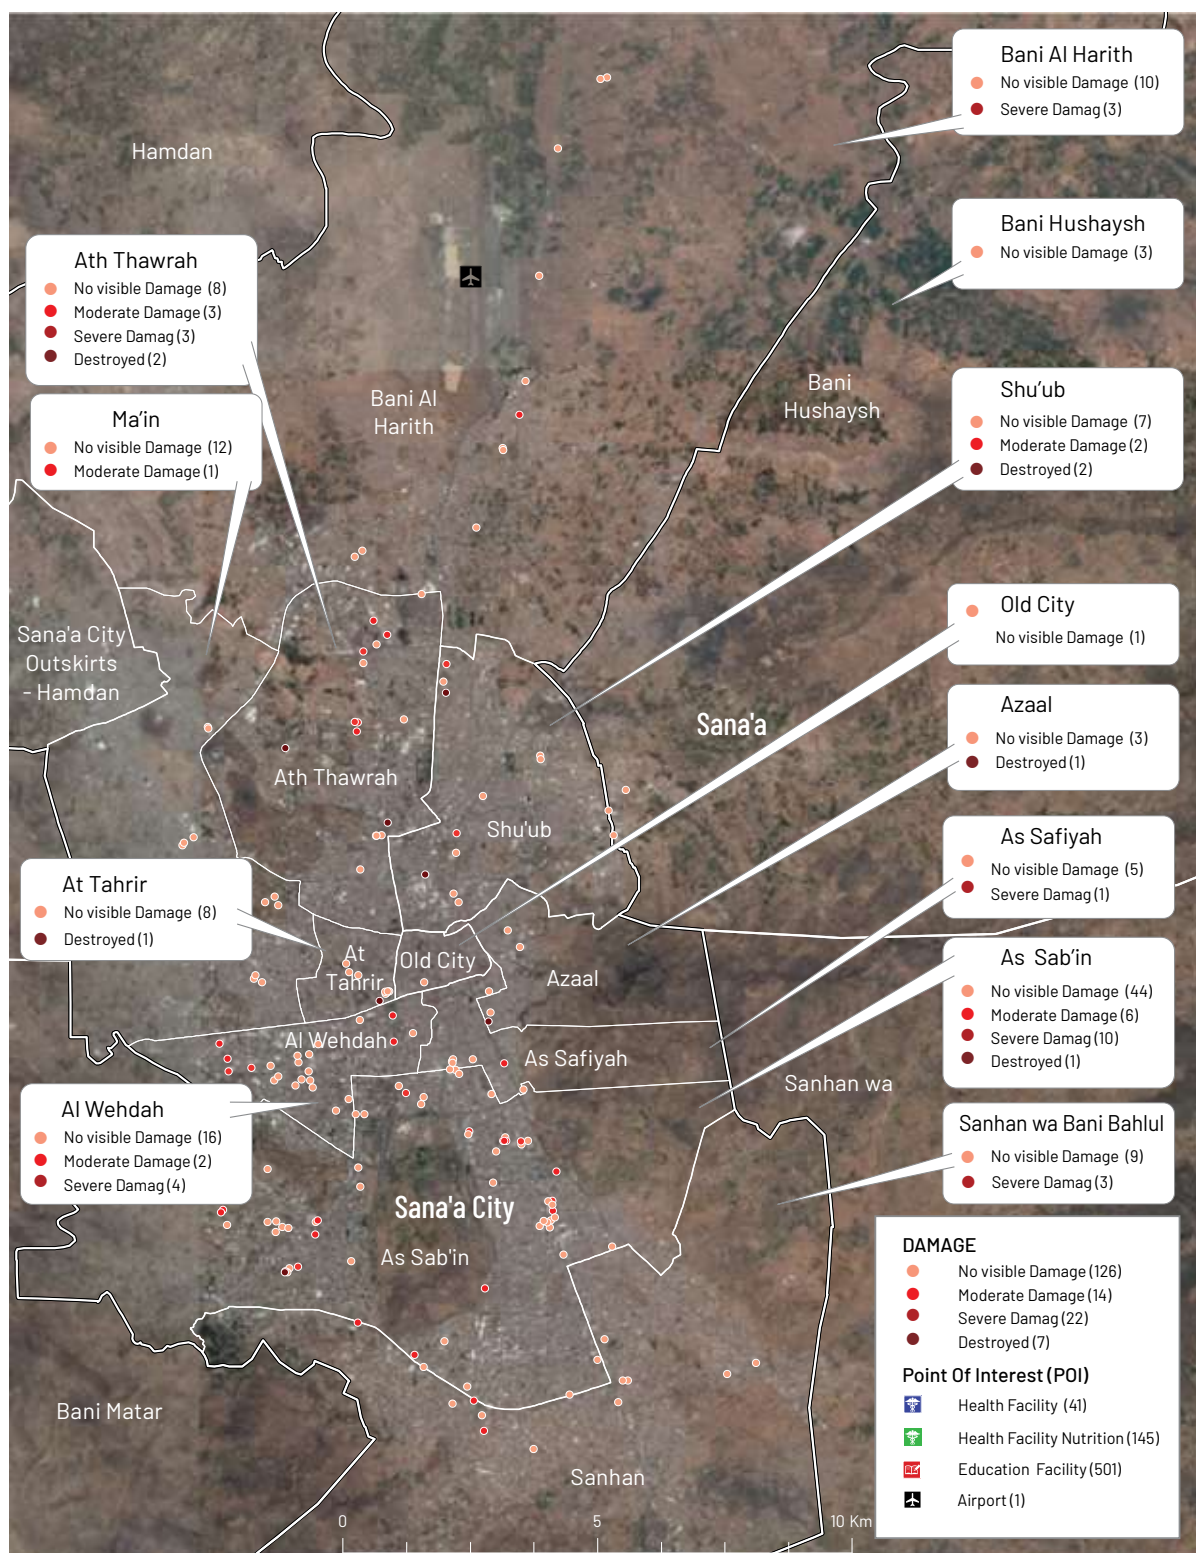 Bani Al Harith
No visible Damage (10)
Severe Damag (3)
Hamdan
Bani Hushaysh
No visible Damage (3)
Ath Thawrah
No visible Damage (8)
Moderate Damage (3)
Severe Damag (3)
Destroyed (2)
Bani Al
Harith
Bani
Hushaysh
Shu'ub
No visible Damage (7)
Moderate Damage (2)
Destroyed (2)
Ma'in
No visible Damage (12)
Moderate Damage (1)
Old City
No visible Damage (1)
Sana'a City
Outskirts
- Hamdan
Sana'a
Azaal
No visible Damage (3)
Destroyed (1)
Ath Thawrah
Shu'ub
As Safiyah
No visible Damage (5)
Severe Damag (1)
At Tahrir
No visible Damage (8)
Destroyed (1)
At
Tahrir
Old City
Azaal
As Sab'in
No visible Damage (44)
Moderate Damage (6)
Severe Damag (10)
Destroyed (1)
Al Wehdah
As Safiyah
Sanhan wa
Al Wehdah
No visible Damage (16)
Moderate Damage (2)
Severe Damag (4)
Sanhan wa Bani Bahlul
No visible Damage (9)
Severe Damag (3)
Sana'a City
As Sab'in
DAMAGE
No visible Damage (126)
Moderate Damage (14)
Severe Damag (22)
Destroyed (7)
Point Of Interest (POI)
Health Facility (41)
Health Facility Nutrition (145)
Education Facility (501)
Airport (1)
Bani Matar
Sanhan
0 5 10 Km